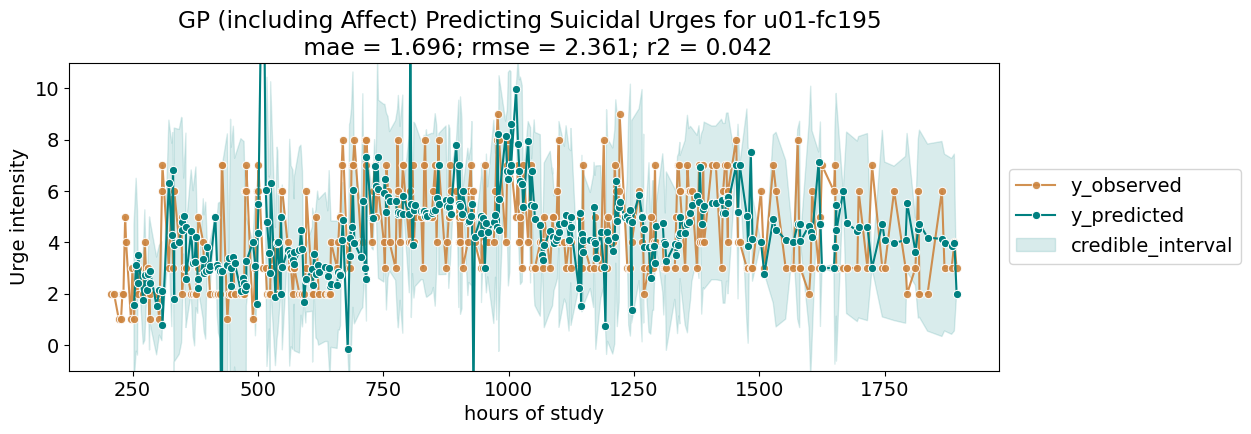 GP (including Affect) Predicting Suicidal Urges for u01-fc195
mae = 1.696; rmse = 2.361; r2 = 0.042
Urge intensity
10
8
6
4
2
0
250 500 750 1000 1250 1500 1750
hours of study
y_observed
y_predicted
credible_interval